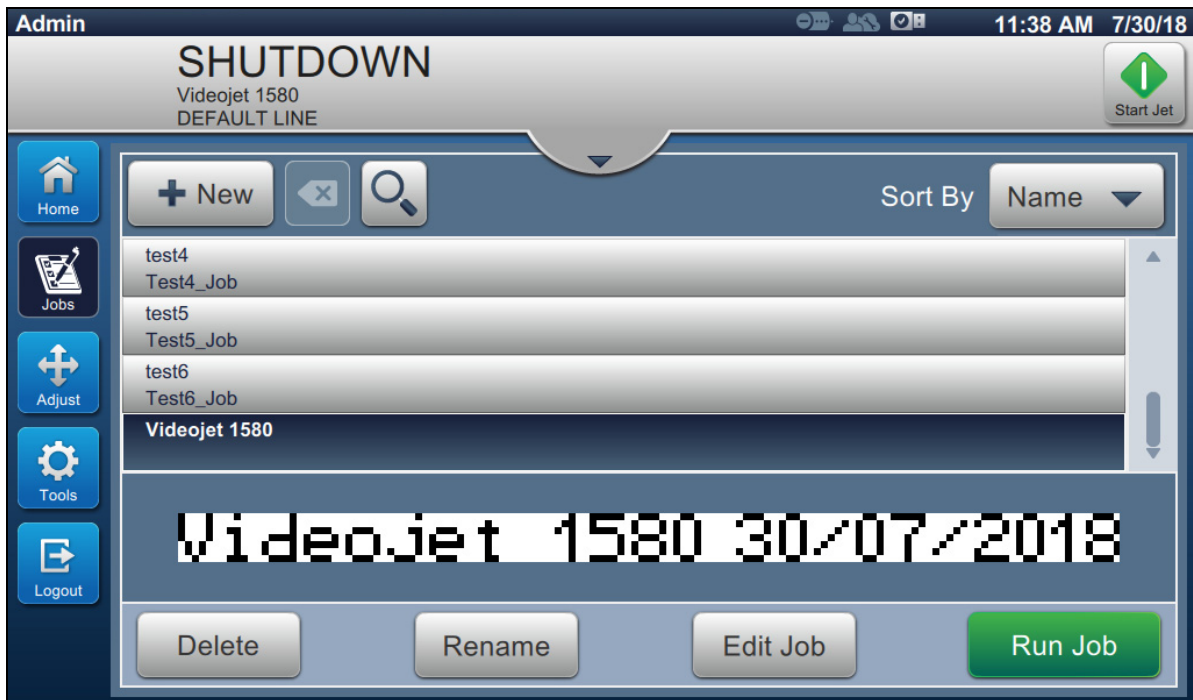 Admin
11:38 AM 7/30/18
SHUTDOWN
Videojet 1580
DEFAULT LINE
Start Jet
Home
Jobs
Adjust
Tools
Logout
New
Sort By
Name
test4
Test4_Job
test5
Test5_Job
test6
Test6_Job
Videojet 1580
Videojet 1580 30/07/2018
Delete
Rename
Edit Job
Run Job